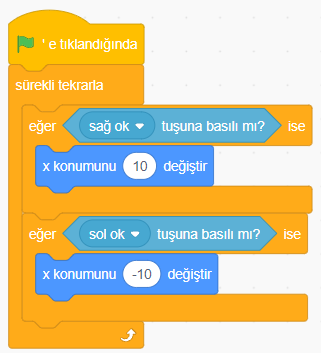 ' e tıklandığında
sürekli tekrarla
eğer sağ ok tuşuna basılı mı? ise
x konumunu 10 değiştir
eğer sol ok tuşuna basılı mı? ise
x konumunu -10 değiştir